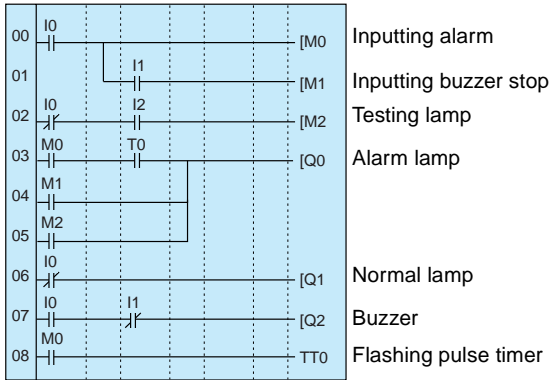 I0
00 [M0 Inputting alarm
I1
01 [M1 Inputting buzzer stop
I0 I2
02 [M2 Testing lamp
M0 T0
03 [Q0 Alarm lamp
M1
04
M2
05
I0
06 [Q1 Normal lamp
I0 I1
07 [Q2 Buzzer
M0
08 TT0 Flashing pulse timer